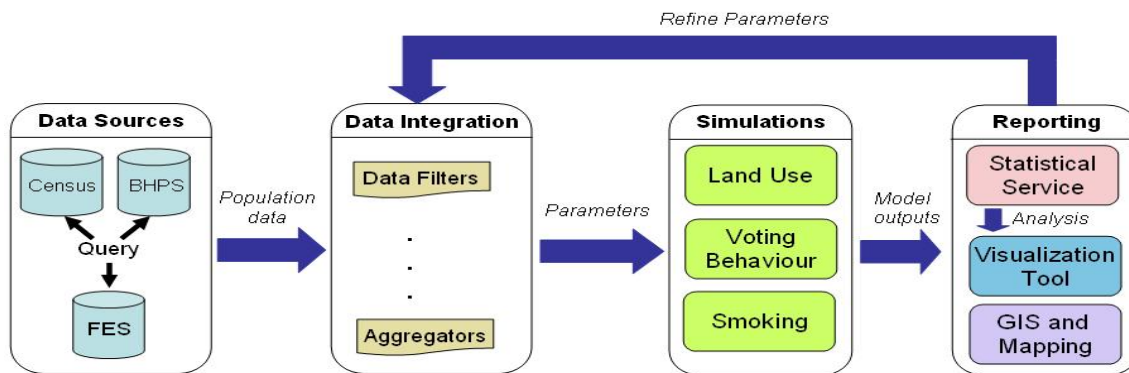 Refine Parameters
Data Sources
Census
BHPS
Query
FES
Population
data
Data Integration
Data Filters
.
.
.
Aggregators
Parameters
Simulations
Land Use
Voting
Behaviour
Smoking
Model
outputs
Reporting
Statistical
Service
Analysis
Visualization
Tool
GIS and
Mapping